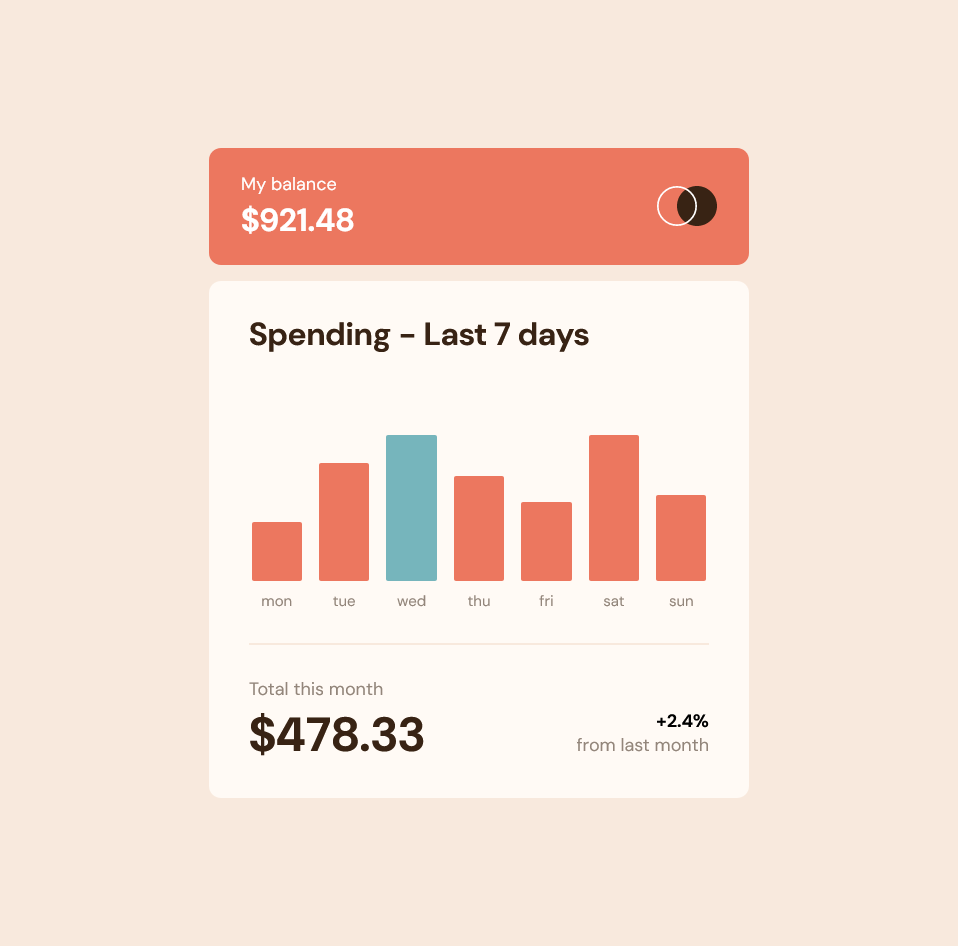 My balance
$921.48
Spending - Last 7 days
mon tue wed thu fri sat sun
Total this month
$478.33
+2.4%
from last month